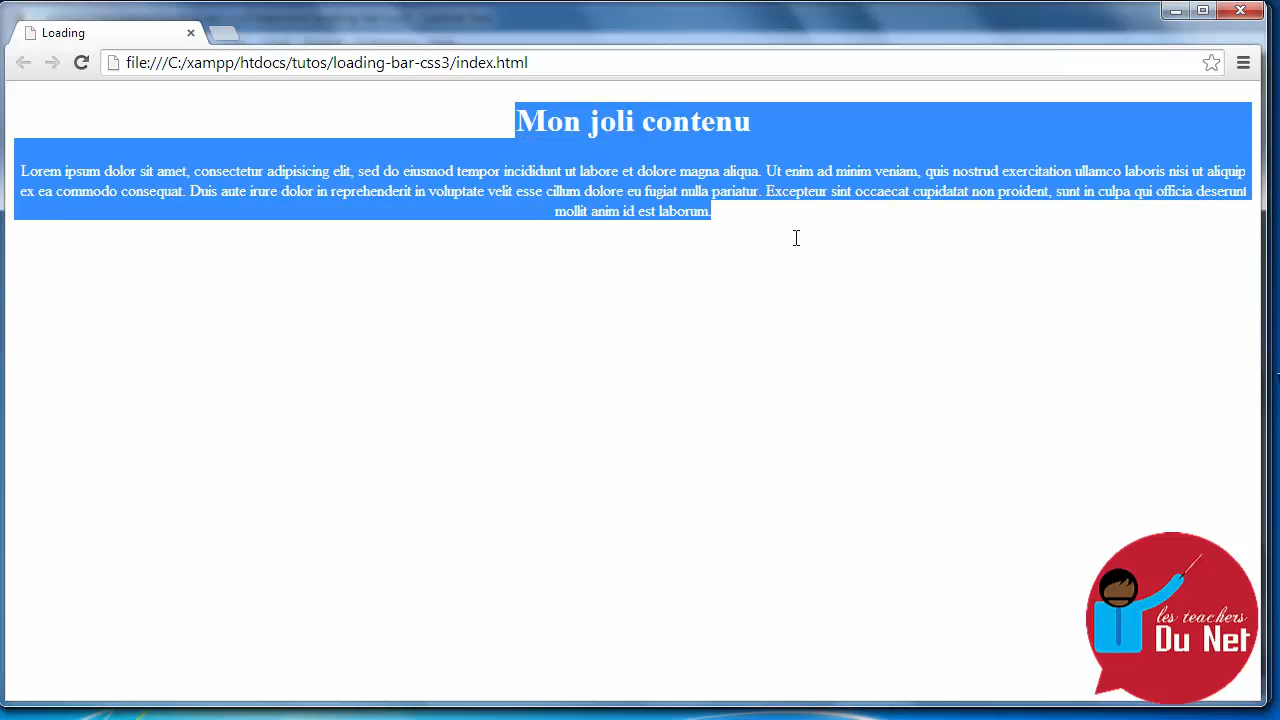 Loading
file:///C:/xampp/htdocs/tutos/loading-bar-css3/index.html
Mon joli contenu
Lorem ipsum dolor sit amet, consectetur adipisicing elit, sed do eiusmod tempor incididunt ut labore et dolore magna aliqua. Ut enim ad minim veniam, quis nostrud exercitation ullamco laboris nisi ut aliquip
ex ea commodo consequat. Duis aute irure dolor in reprehenderit in voluptate velit esse cillum dolore eu fugiat nulla pariatur. Excepteur sint occaecat cupidatat non proident, sunt in culpa qui officia deserunt
mollit anim id est laborum.
les teachers
Du Net